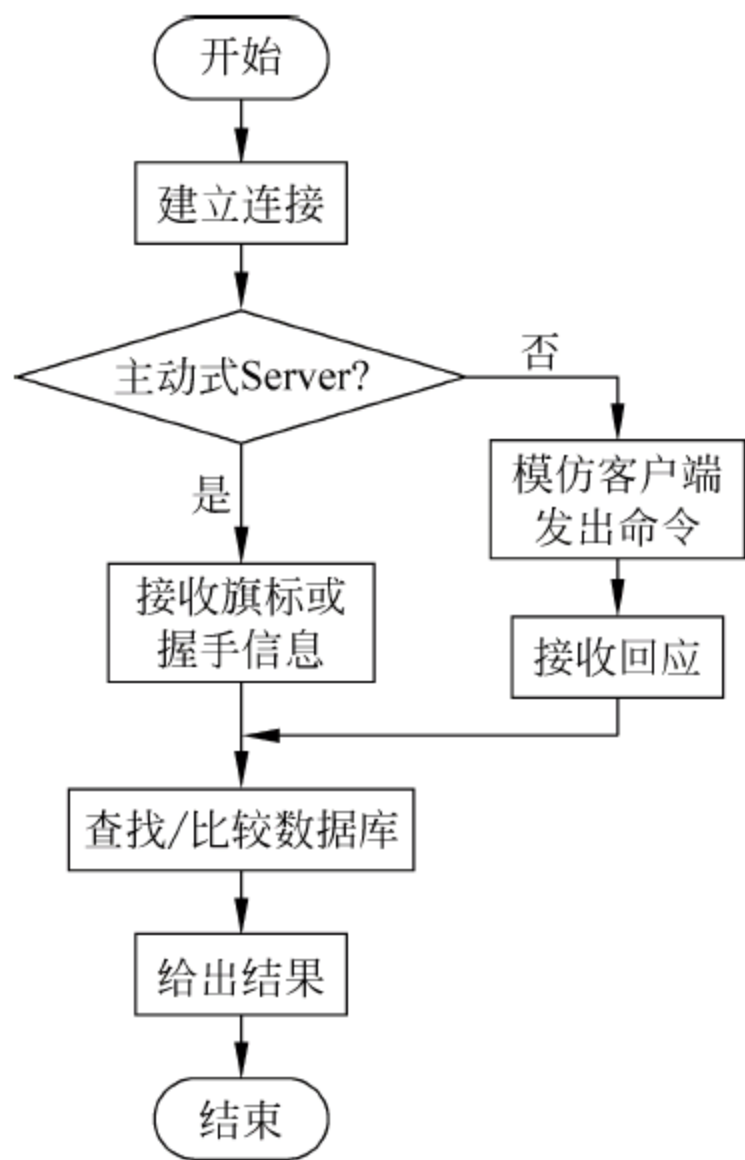 开始
建立连接
主动式Server?
否
是
模仿客户端
发出命令
接收旗标或
握手信息
接收回应
查找/比较数据库
给出结果
结束